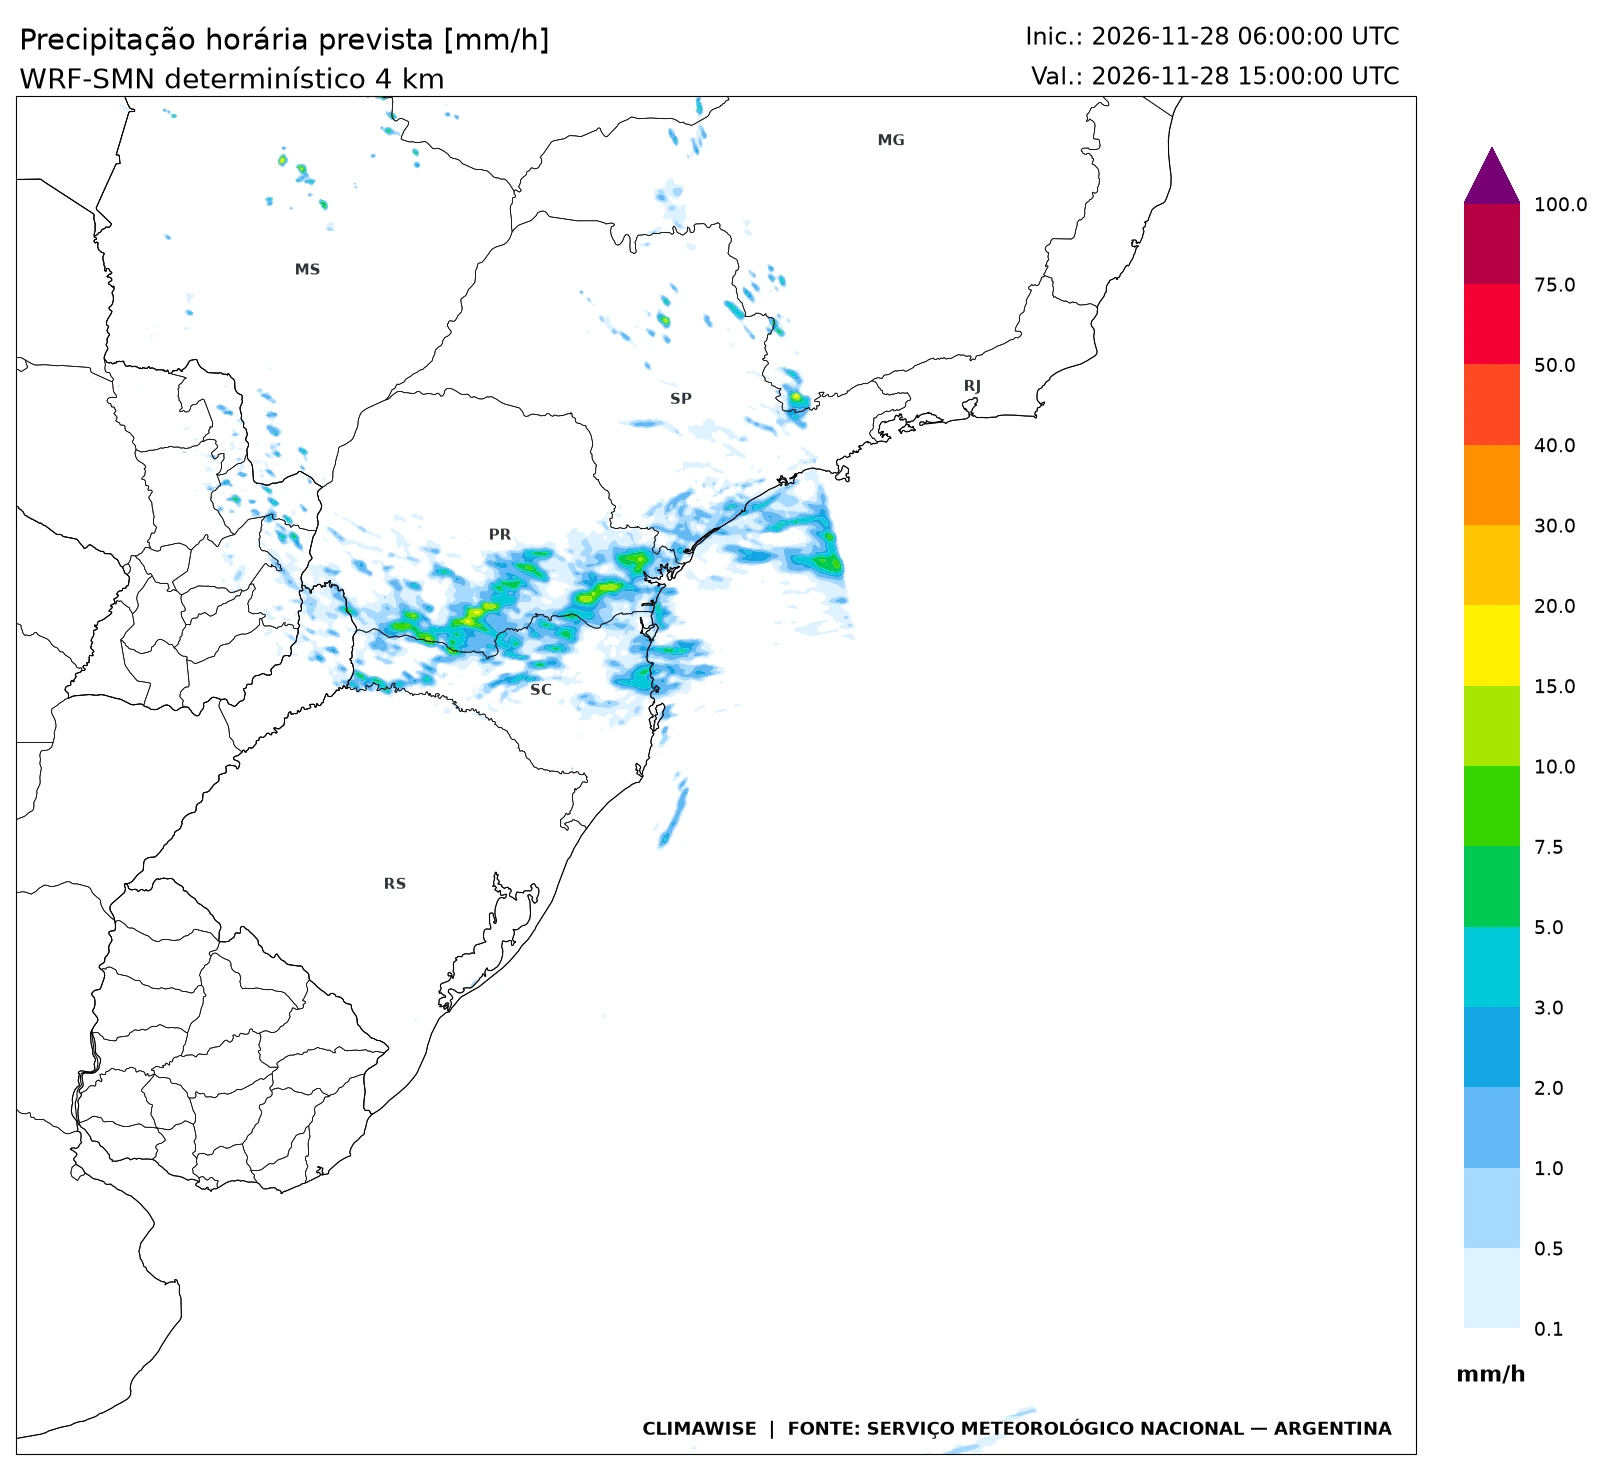 Precipitação horária prevista [mm/h]
WRF-SMN determinístico 4 km
Inic.: 2026-11-28 06:00:00 UTC
Val.: 2026-11-28 15:00:00 UTC
MG
MS
RJ
SP
PR
SC
RS
100.0
75.0
50.0
40.0
30.0
20.0
15.0
10.0
7.5
5.0
3.0
2.0
1.0
0.5
0.1
mm/h
CLIMAWISE | FONTE: SERVIÇO METEOROLÓGICO NACIONAL — ARGENTINA